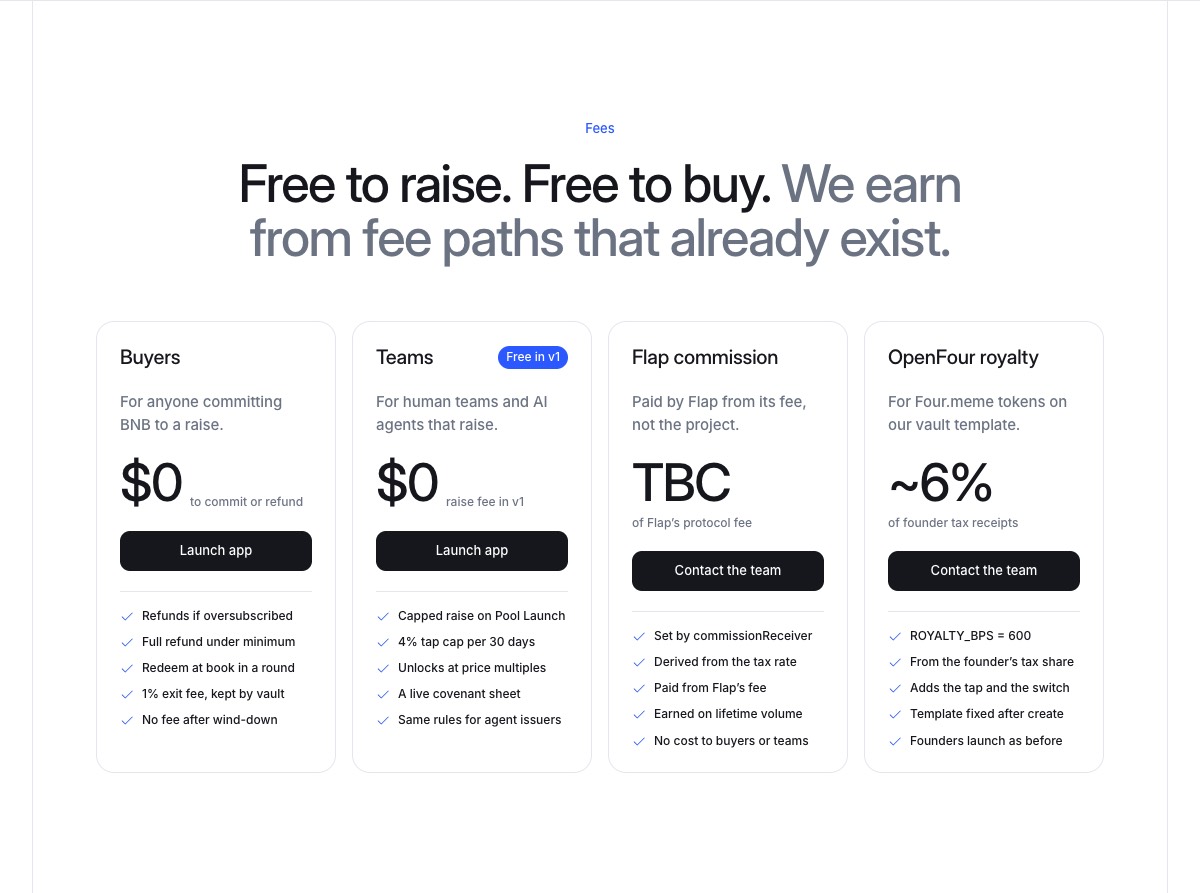 Fees
Free to raise. Free to buy. We earn
from fee paths that already exist.
Buyers
For anyone committing
BNB to a raise.
$0 to commit or refund
Launch app
Refunds if oversubscribed
Full refund under minimum
Redeem at book in a round
1% exit fee, kept by vault
No fee after wind-down
Teams
Free in v1
For human teams and AI
agents that raise.
$0 raise fee in v1
Launch app
Capped raise on Pool Launch
4% tap cap per 30 days
Unlocks at price multiples
A live covenant sheet
Same rules for agent issuers
Flap commission
Paid by Flap from its fee,
not the project.
TBC
of Flap’s protocol fee
Contact the team
Set by commissionReceiver
Derived from the tax rate
Paid from Flap’s fee
Earned on lifetime volume
No cost to buyers or teams
OpenFour royalty
For Four.meme tokens on
our vault template.
~6%
of founder tax receipts
Contact the team
ROYALTY_BPS = 600
From the founder’s tax share
Adds the tap and the switch
Template fixed after create
Founders launch as before